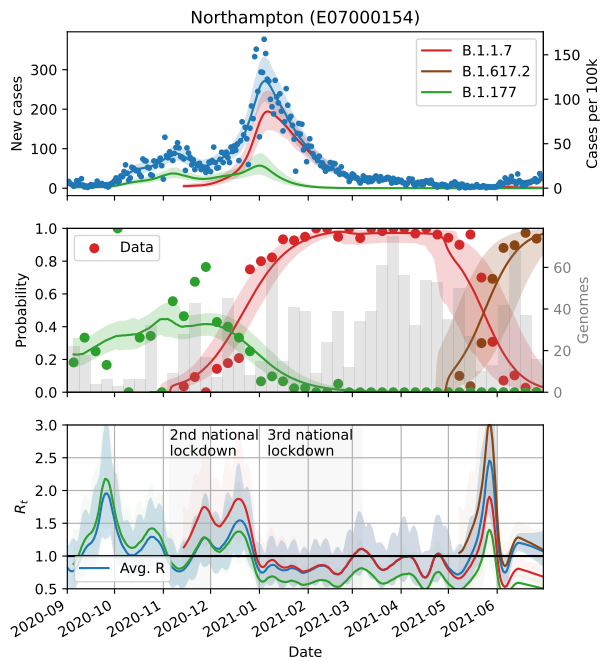 Northampton (E07000154)
New cases
300
200
100
0
B.1.1.7
B.1.617.2
B.1.177
150
100
50
0
Cases per 100k
Probability
1.0
0.8
0.6
0.4
0.2
0.0
Data
60
40
20
0
Genomes
R_t
3.0
2.5
2.0
1.5
1.0
0.5
2nd national
lockdown
3rd national
lockdown
Avg. R
2020-09
2020-10
2020-11
2020-12
2021-01
2021-02
2021-03
2021-04
2021-05
2021-06
Date